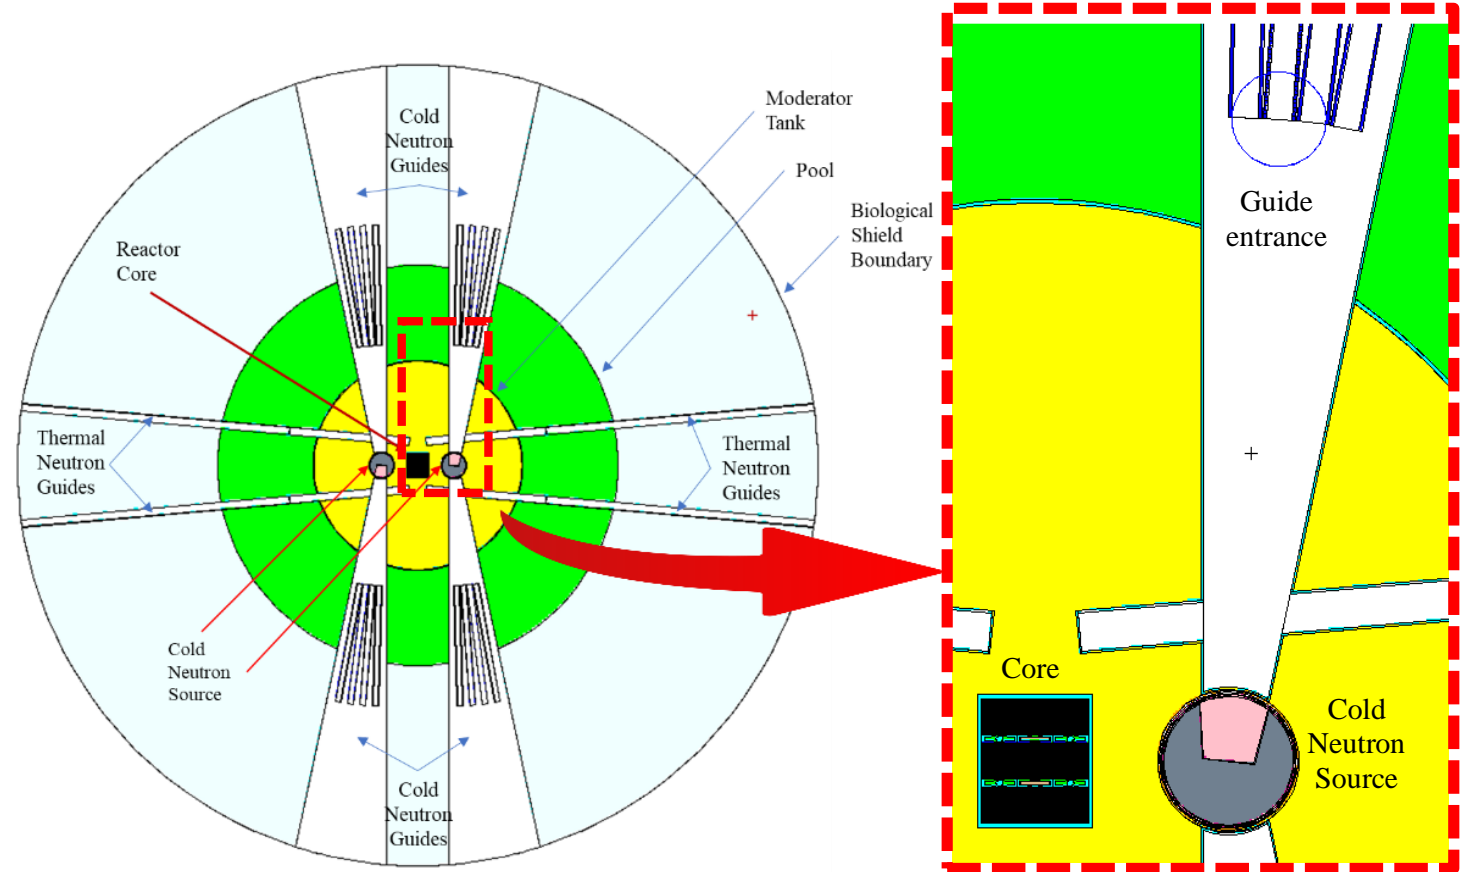 Cold
Neutron
Guides
Moderator
Tank
Pool
Biological
Shield
Boundary
Reactor
Core
Thermal
Neutron
Guides
Thermal
Neutron
Guides
Cold
Neutron
Source
Cold
Neutron
Guides
Guide
entrance
Core
Cold
Neutron
Source